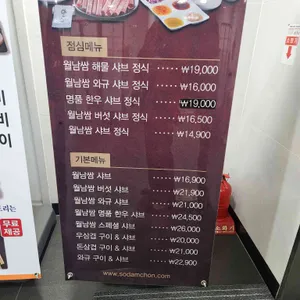 점심메뉴
월남쌈 해물 샤브 정식 ····· ₩19,000
월남쌈 와규 샤브 정식 ····· ₩16,000
명품 한우 샤브 정식 ····· ₩19,000
월남쌈 버섯 샤브 정식 ····· ₩16,500
월남쌈 샤브 정식 ····· ₩14,900
기본메뉴
월남쌈 샤브 ····· ₩16,900
월남쌈 버섯 샤브 ····· ₩21,900
월남쌈 와규 샤브 ····· ₩21,000
월남쌈 명품 한우 샤브 ····· ₩24,500
월남쌈 스페셜 샤브 ····· ₩26,000
우삼겹 구이 & 샤브 ····· ₩20,000
돈삼겹 구이 & 샤브 ····· ₩21,000
와규 구이 & 샤브 ····· ₩22,900
www.sodamchon.com
무료
제공